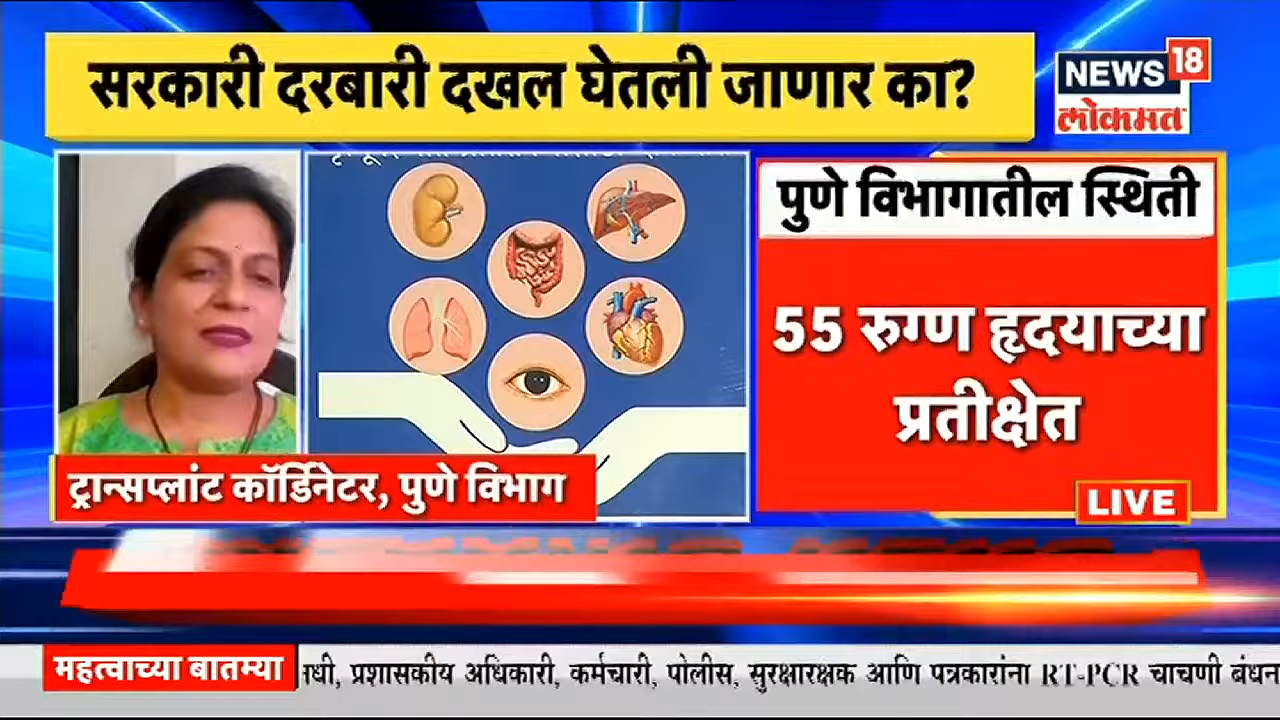 सरकारी दरबारी दखल घेतली जाणार का?
NEWS 18
लोकमत
पुणे विभागातील स्थिती
55 रुग्ण हृदयाच्या
प्रतीक्षेत
ट्रान्सप्लांट कॉर्डिनेटर, पुणे विभाग
LIVE
महत्वाच्या बातम्या
प्रशासकीय अधिकारी, कर्मचारी, पोलीस, सुरक्षारक्षक आणि पत्रकारांना RT-PCR चाचणी